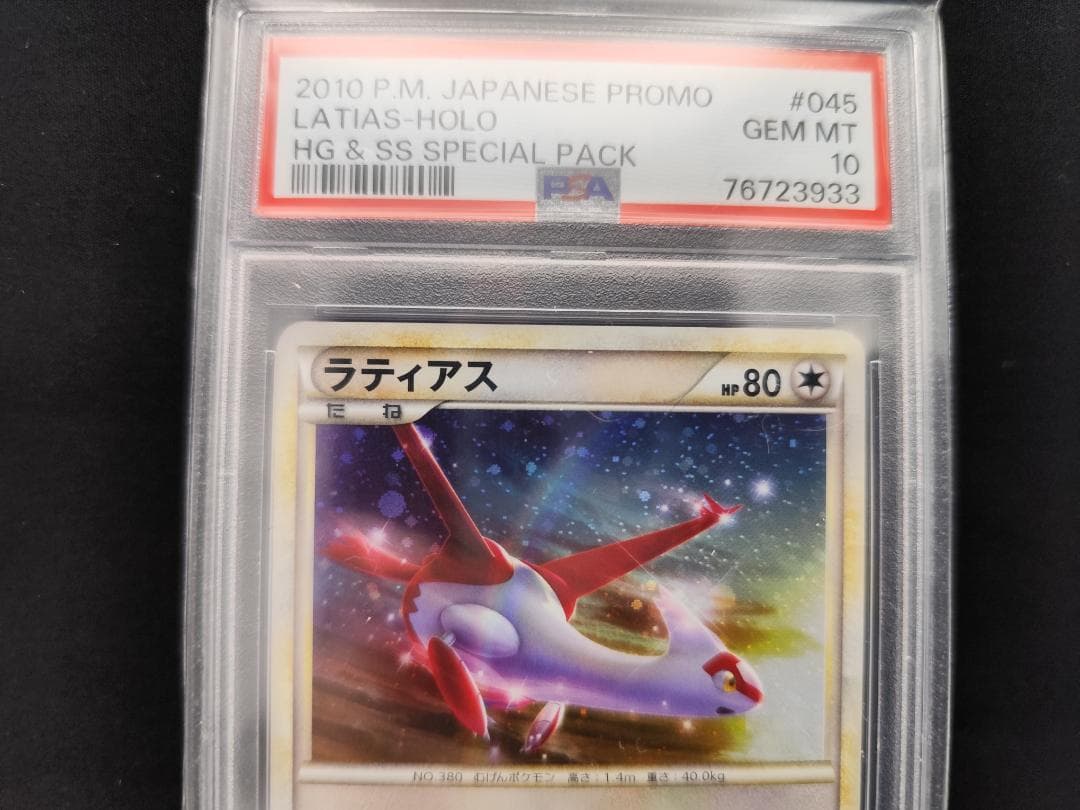 2010 P.M. JAPANESE PROMO #045
LATIAS-HOLO GEM MT
HG & SS SPECIAL PACK 10
PSA 76723933
ラティアス HP 80
たね
NO.380 むげんポケモン 高さ:1.4m 重さ:40.0kg